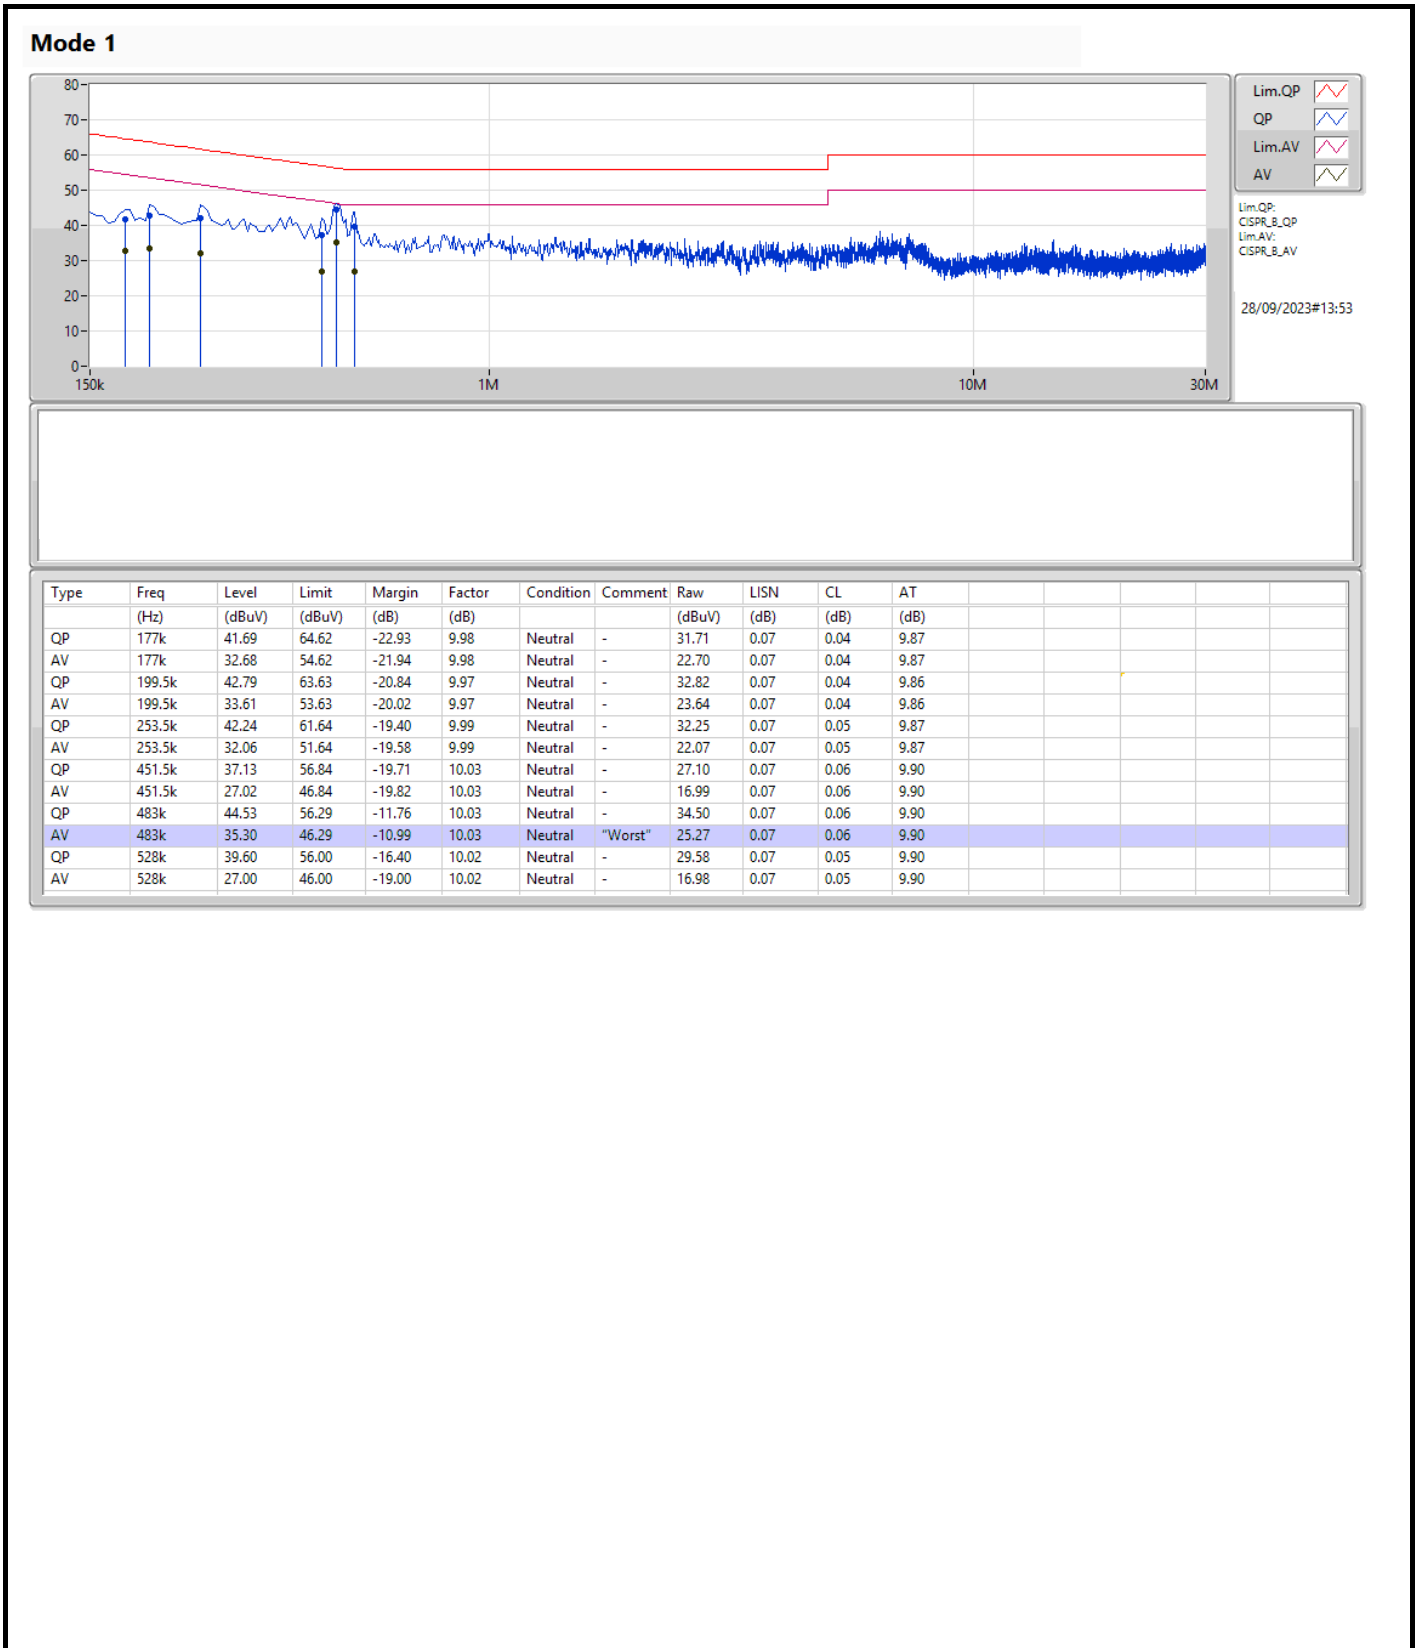 Mode 1
80
70
60
50
40
30
20
10
0
150k 1M 10M 30M
Lim.QP
QP
Lim.AV
AV
Lim.QP:
CISPR_B_QP
Lim.AV:
CISPR_B_AV
28/09/2023#13:53
Type Freq Level Limit Margin Factor Condition Comment Raw LISN CL AT
(Hz) (dBuV) (dBuV) (dB) (dB) (dBuV) (dB) (dB) (dB)
QP 177k 41.69 64.62 -22.93 9.98 Neutral - 31.71 0.07 0.04 9.87
AV 177k 32.68 54.62 -21.94 9.98 Neutral - 22.70 0.07 0.04 9.87
QP 199.5k 42.79 63.63 -20.84 9.97 Neutral - 32.82 0.07 0.04 9.86
AV 199.5k 33.61 53.63 -20.02 9.97 Neutral - 23.64 0.07 0.04 9.86
QP 253.5k 42.24 61.64 -19.40 9.99 Neutral - 32.25 0.07 0.05 9.87
AV 253.5k 32.06 51.64 -19.58 9.99 Neutral - 22.07 0.07 0.05 9.87
QP 451.5k 37.13 56.84 -19.71 10.03 Neutral - 27.10 0.07 0.06 9.90
AV 451.5k 27.02 46.84 -19.82 10.03 Neutral - 16.99 0.07 0.06 9.90
QP 483k 44.53 56.29 -11.76 10.03 Neutral - 34.50 0.07 0.06 9.90
AV 483k 35.30 46.29 -10.99 10.03 Neutral "Worst" 25.27 0.07 0.06 9.90
QP 528k 39.60 56.00 -16.40 10.02 Neutral - 29.58 0.07 0.05 9.90
AV 528k 27.00 46.00 -19.00 10.02 Neutral - 16.98 0.07 0.05 9.90